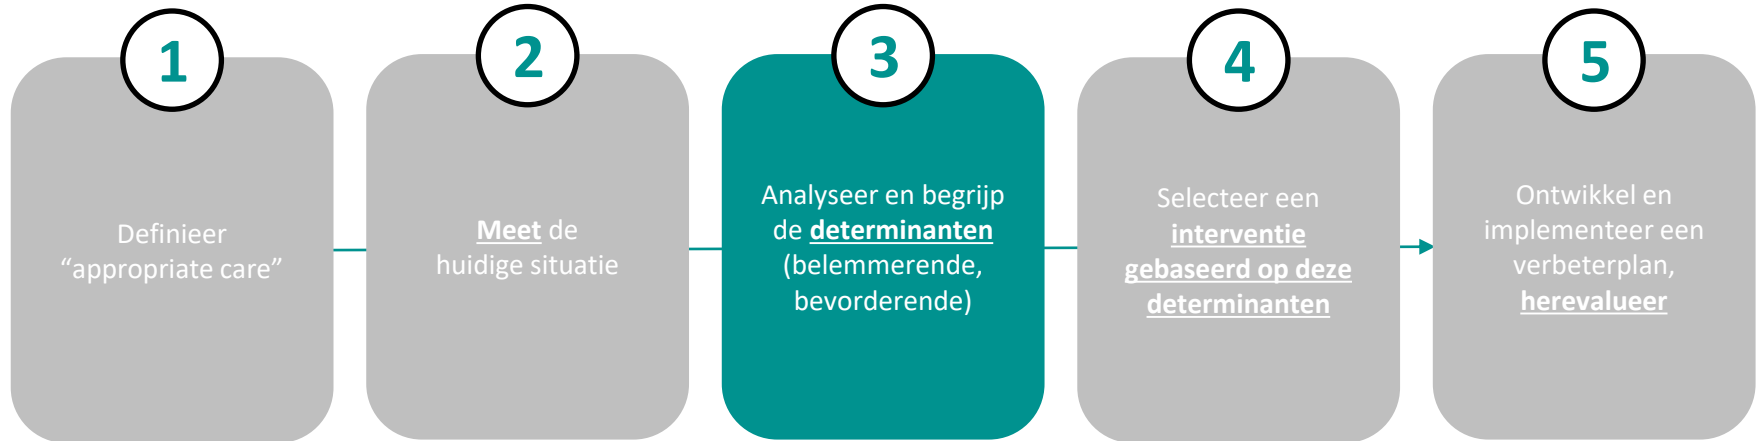 1
Definieer
“appropriate care”
2
Meet de
huidige situatie
3
Analyseer en begrijp
de determinanten
(belemmerende,
bevorderende)
4
Selecteer een
interventie
gebaseerd op deze
determinanten
5
Ontwikkel en
implementeer een
verbeterplan,
herevalueer